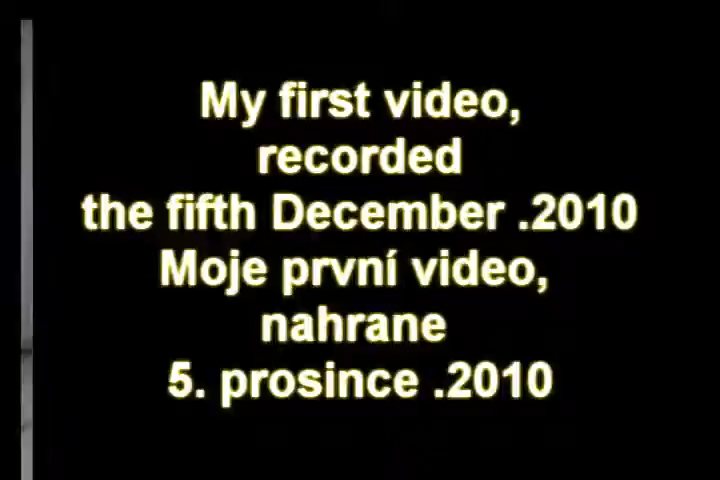 My first video,
recorded
the fifth December .2010
Moje první video,
nahrane
5. prosince .2010